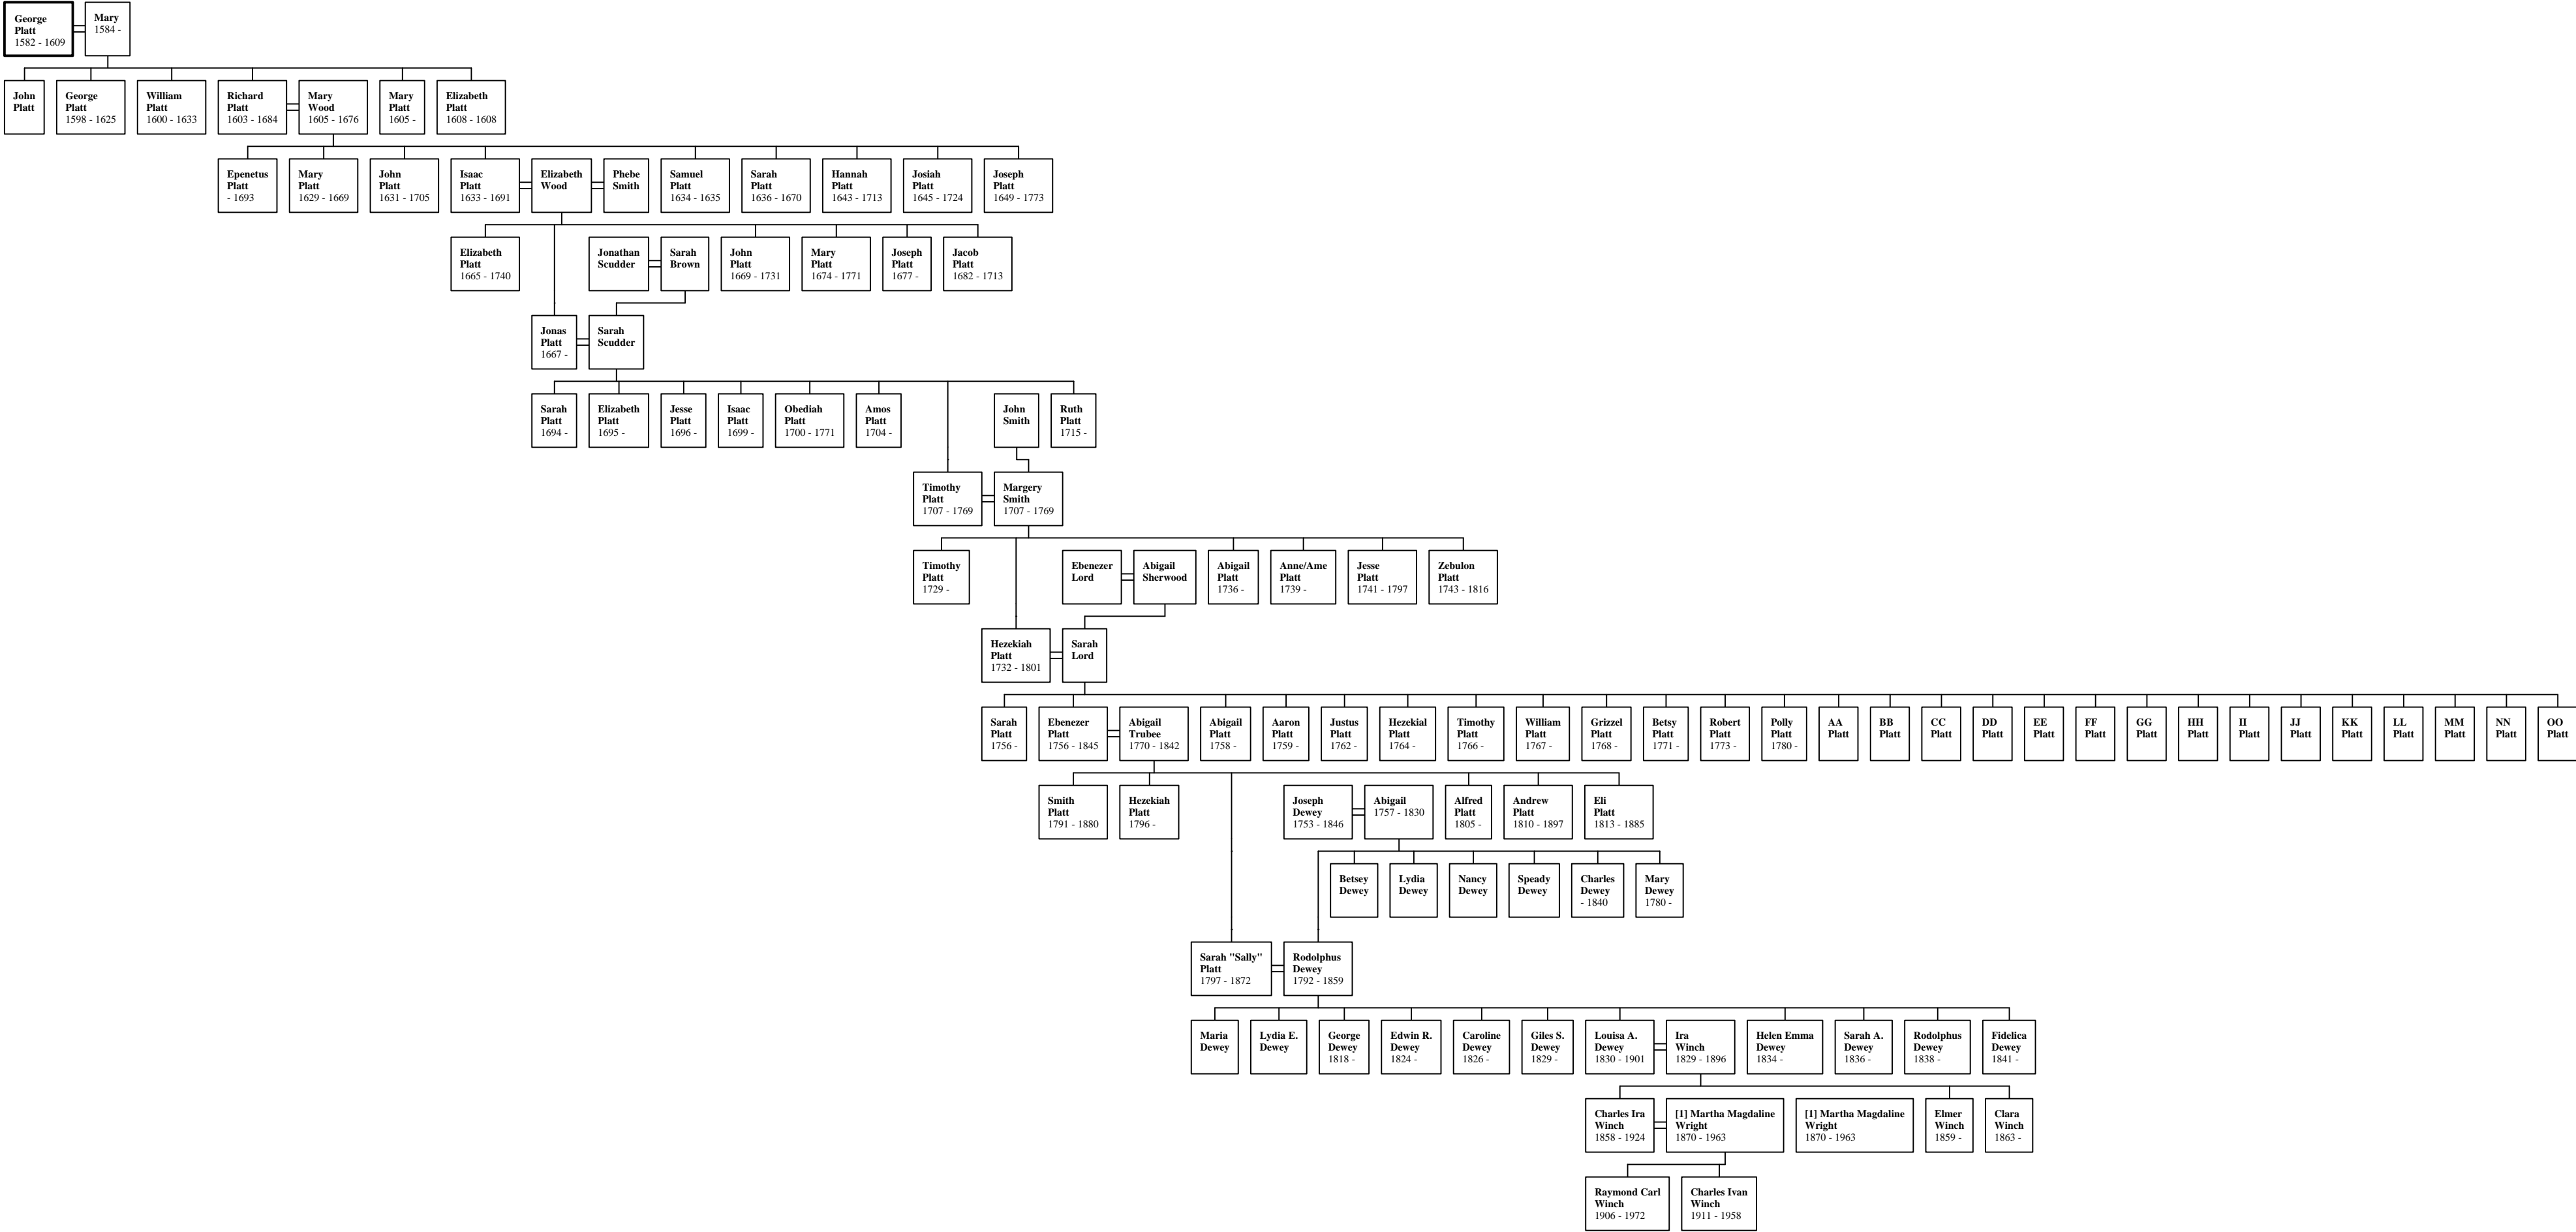 George
Platt
1582 - 1609
Mary
1584 -
John
Platt
George
Platt
1598 - 1625
William
Platt
1600 - 1633
Richard
Platt
1603 - 1684
Mary
Wood
1605 - 1676
Mary
Platt
1605 -
Elizabeth
Platt
1608 - 1608
Epenetus
Platt
- 1693
Mary
Platt
1629 - 1669
John
Platt
1631 - 1705
Isaac
Platt
1633 - 1691
Elizabeth
Wood
Phebe
Smith
Samuel
Platt
1634 - 1635
Sarah
Platt
1636 - 1670
Hannah
Platt
1643 - 1713
Josiah
Platt
1645 - 1724
Joseph
Platt
1649 - 1773
Elizabeth
Platt
1665 - 1740
Jonathan
Scudder
Sarah
Brown
John
Platt
1669 - 1731
Mary
Platt
1674 - 1771
Joseph
Platt
1677 -
Jacob
Platt
1682 - 1713
Jonas
Platt
1667 -
Sarah
Scudder
Sarah
Platt
1694 -
Elizabeth
Platt
1695 -
Jesse
Platt
1696 -
Isaac
Platt
1699 -
Obediah
Platt
1700 - 1771
Amos
Platt
1704 -
John
Smith
Ruth
Platt
1715 -
Timothy
Platt
1707 - 1769
Margery
Smith
1707 - 1769
Timothy
Platt
1729 -
Ebenezer
Lord
Abigail
Sherwood
Abigail
Platt
1736 -
Anne/Ame
Platt
1739 -
Jesse
Platt
1741 - 1797
Zebulon
Platt
1743 - 1816
Hezekiah
Platt
1732 - 1801
Sarah
Lord
Sarah
Platt
1756 -
Ebenezer
Platt
1756 - 1845
Abigail
Trubee
1770 - 1842
Abigail
Platt
1758 -
Aaron
Platt
1759 -
Justus
Platt
1762 -
Hezekial
Platt
1764 -
Timothy
Platt
1766 -
William
Platt
1767 -
Grizzel
Platt
1768 -
Betsy
Platt
1771 -
Robert
Platt
1773 -
Polly
Platt
1780 -
AA
Platt
BB
Platt
CC
Platt
DD
Platt
EE
Platt
FF
Platt
GG
Platt
HH
Platt
II
Platt
JJ
Platt
KK
Platt
LL
Platt
MM
Platt
NN
Platt
OO
Platt
Smith
Platt
1791 - 1880
Hezekiah
Platt
1796 -
Joseph
Dewey
1753 - 1846
Abigail
1757 - 1830
Alfred
Platt
1805 -
Andrew
Platt
1810 - 1897
Eli
Platt
1813 - 1885
Betsey
Dewey
Lydia
Dewey
Nancy
Dewey
Speady
Dewey
Charles
Dewey
- 1840
Mary
Dewey
1780 -
Sarah "Sally"
Platt
1797 - 1872
Rodolphus
Dewey
1792 - 1859
Maria
Dewey
Lydia E.
Dewey
George
Dewey
1818 -
Edwin R.
Dewey
1824 -
Caroline
Dewey
1826 -
Giles S.
Dewey
1829 -
Louisa A.
Dewey
1830 - 1901
Ira
Winch
1829 - 1896
Helen Emma
Dewey
1834 -
Sarah A.
Dewey
1836 -
Rodolphus
Dewey
1838 -
Fidelica
Dewey
1841 -
Charles Ira
Winch
1858 - 1924
[1] Martha Magdaline
Wright
1870 - 1963
[1] Martha Magdaline
Wright
1870 - 1963
Elmer
Winch
1859 -
Clara
Winch
1863 -
Raymond Carl
Winch
1906 - 1972
Charles Ivan
Winch
1911 - 1958